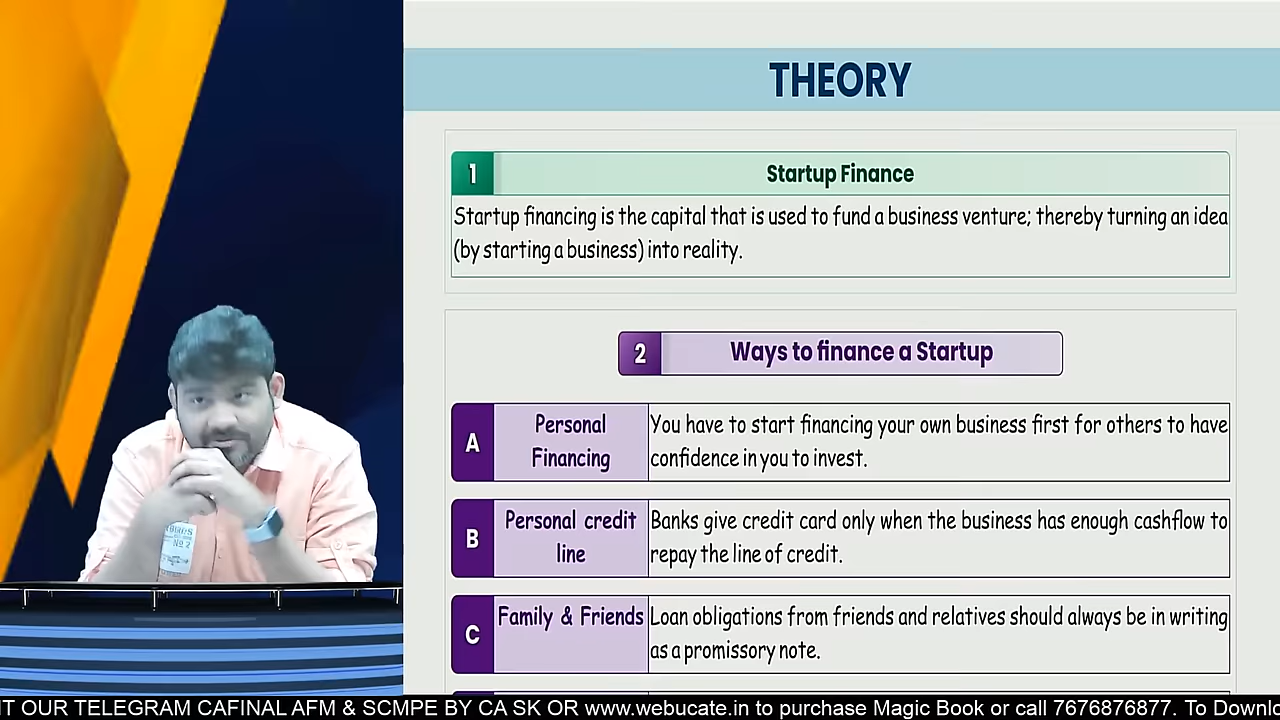 THEORY
1
Startup Finance
Startup financing is the capital that is used to fund a business venture; thereby turning an idea
(by starting a business) into reality.
2
Ways to finance a Startup
A
Personal
Financing
You have to start financing your own business first for others to have
confidence in you to invest.
B
Personal credit
line
Banks give credit card only when the business has enough cashflow to
repay the line of credit.
C
Family & Friends
Loan obligations from friends and relatives should always be in writing
as a promissory note.
IT OUR TELEGRAM CAFINAL AFM & SCMPE BY CA SK OR www.webucate.in to purchase Magic Book or call 7676876877. To Downlo